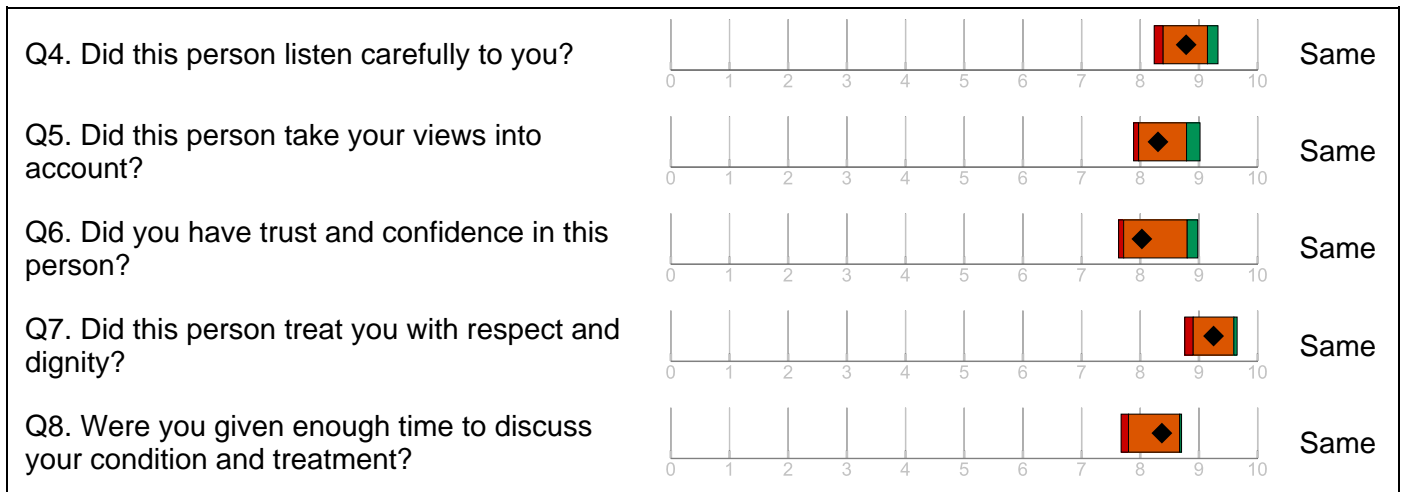 Q4. Did this person listen carefully to you?
Same
0 1 2 3 4 5 6 7 8 9 10
Q5. Did this person take your views into
account?
Same
0 1 2 3 4 5 6 7 8 9 10
Q6. Did you have trust and confidence in this
person?
Same
0 1 2 3 4 5 6 7 8 9 10
Q7. Did this person treat you with respect and
dignity?
Same
0 1 2 3 4 5 6 7 8 9 10
Q8. Were you given enough time to discuss
your condition and treatment?
Same
0 1 2 3 4 5 6 7 8 9 10